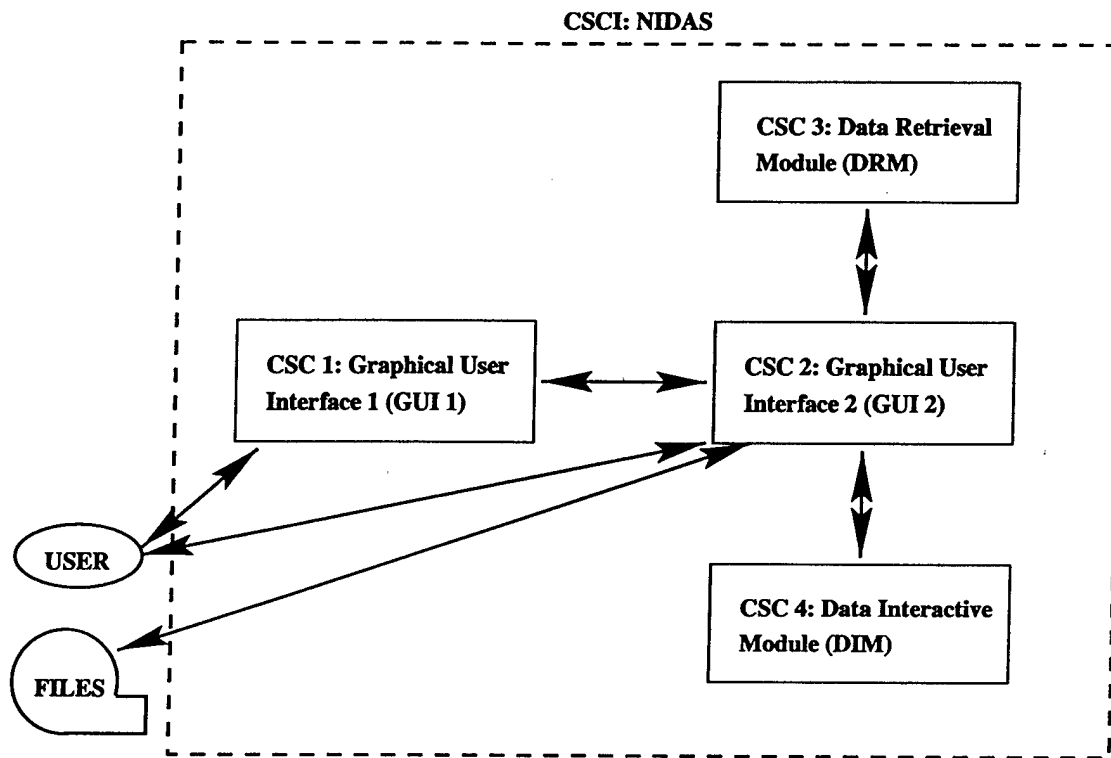 CSCI: NIDAS
CSC 3: Data Retrieval
Module (DRM)
CSC 1: Graphical User
Interface 1 (GUI 1)
CSC 2: Graphical User
Interface 2 (GUI 2)
USER
CSC 4: Data Interactive
Module (DIM)
FILES